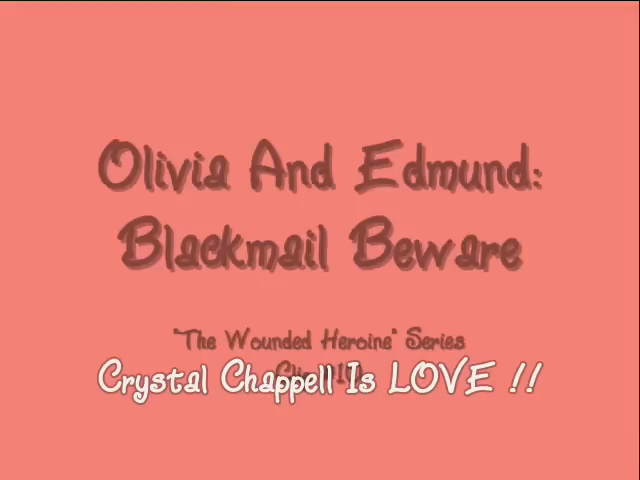 Olivia And Edmund:
Blackmail Beware
"The Wounded Heroine" Series
Crystal Chappell Is LOVE !!